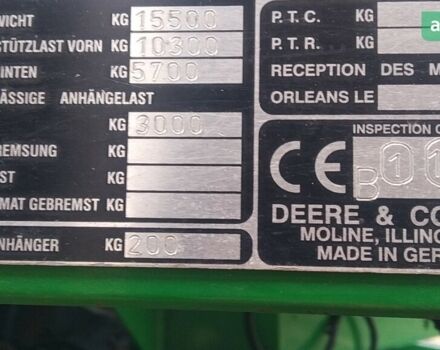 WICHT KG 15500
STÜTZLAST VORN KG 10300
INTEN KG 5700
ÄSSIGE ANHÄNGELAST
KG 3000
REMSUNG KG
ST KG
MAT GEBREMST KG
NHÄNGER KG 200
P.T.C. KG
P.T.R. KG
RECEPTION DES M
ORLEANS LE
INSPECTION
CE B 01
DEERE & CO
MOLINE, ILLINO
MADE IN GER
a